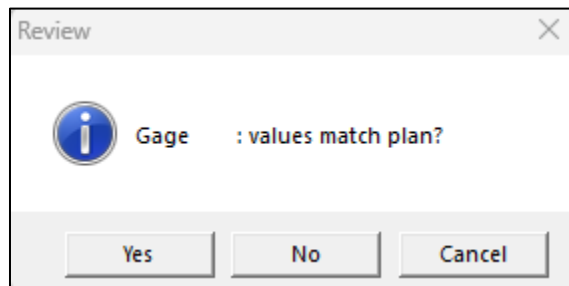 Review
Gage : values match plan?
Yes
No
Cancel